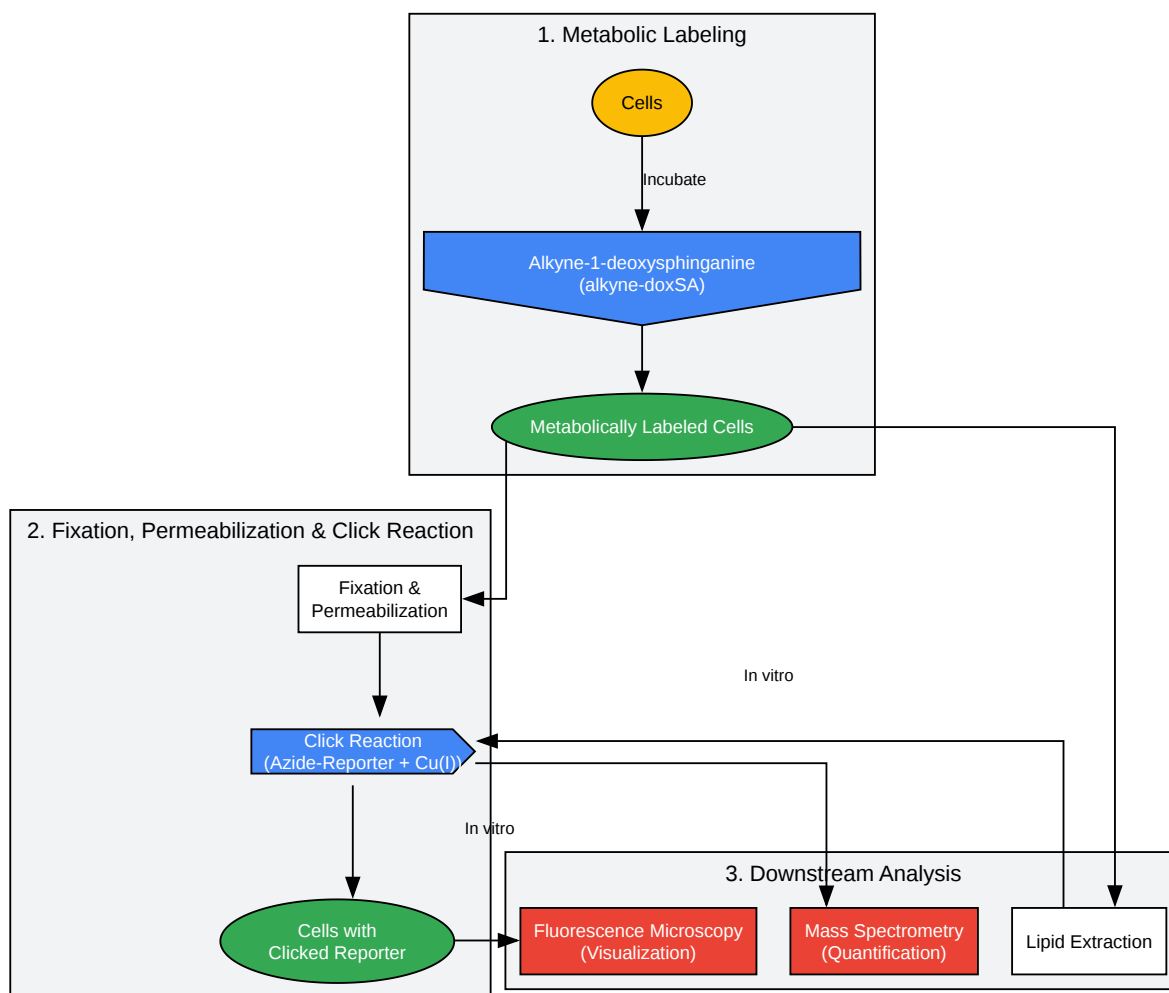 1. Metabolic Labeling
Cells
Incubate
Alkyne-1-deoxysphinganine
(alkyne-doxSA)
Metabolically Labeled Cells
2. Fixation, Permeabilization & Click Reaction
Fixation &
Permeabilization
In vitro
Click Reaction
(Azide-Reporter + Cu(I))
In vitro
3. Downstream Analysis
Cells with
Clicked Reporter
Fluorescence Microscopy
(Visualization)
Mass Spectrometry
(Quantification)
Lipid Extraction